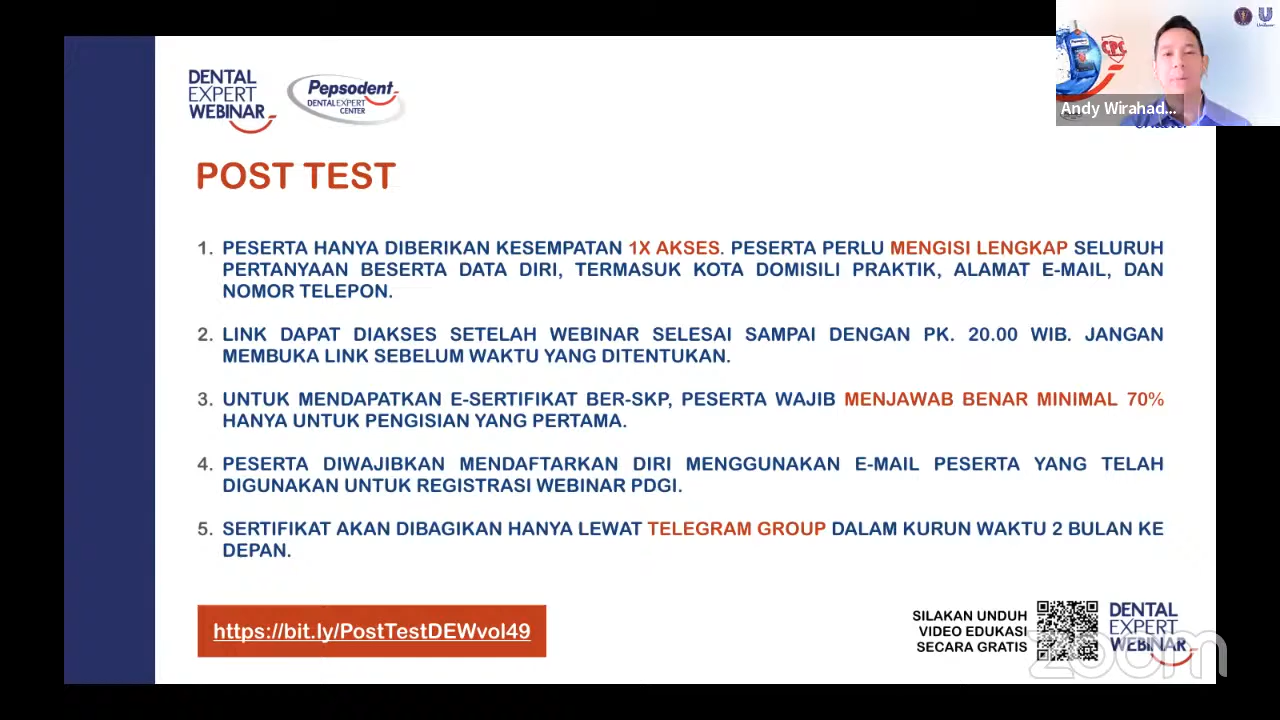 DENTAL
EXPERT
WEBINAR
Pepsodent
DENTAL EXPERT
CENTER
CPC
Unilever
Andy Wirahad...
POST TEST
1. PESERTA HANYA DIBERIKAN KESEMPATAN 1X AKSES. PESERTA PERLU MENGISI LENGKAP SELURUH
PERTANYAAN BESERTA DATA DIRI, TERMASUK KOTA DOMISILI PRAKTIK, ALAMAT E-MAIL, DAN
NOMOR TELEPON.
2. LINK DAPAT DIAKSES SETELAH WEBINAR SELESAI SAMPAI DENGAN PK. 20.00 WIB. JANGAN
MEMBUKA LINK SEBELUM WAKTU YANG DITENTUKAN.
3. UNTUK MENDAPATKAN E-SERTIFIKAT BER-SKP, PESERTA WAJIB MENJAWAB BENAR MINIMAL 70%
HANYA UNTUK PENGISIAN YANG PERTAMA.
4. PESERTA DIWAJIBKAN MENDAFTARKAN DIRI MENGGUNAKAN E-MAIL PESERTA YANG TELAH
DIGUNAKAN UNTUK REGISTRASI WEBINAR PDGI.
5. SERTIFIKAT AKAN DIBAGIKAN HANYA LEWAT TELEGRAM GROUP DALAM KURUN WAKTU 2 BULAN KE
DEPAN.
https://bit.ly/PostTestDEWvol49
SILAKAN UNDUH
VIDEO EDUKASI
SECARA GRATIS
DENTAL
EXPERT
WEBINAR
zoom